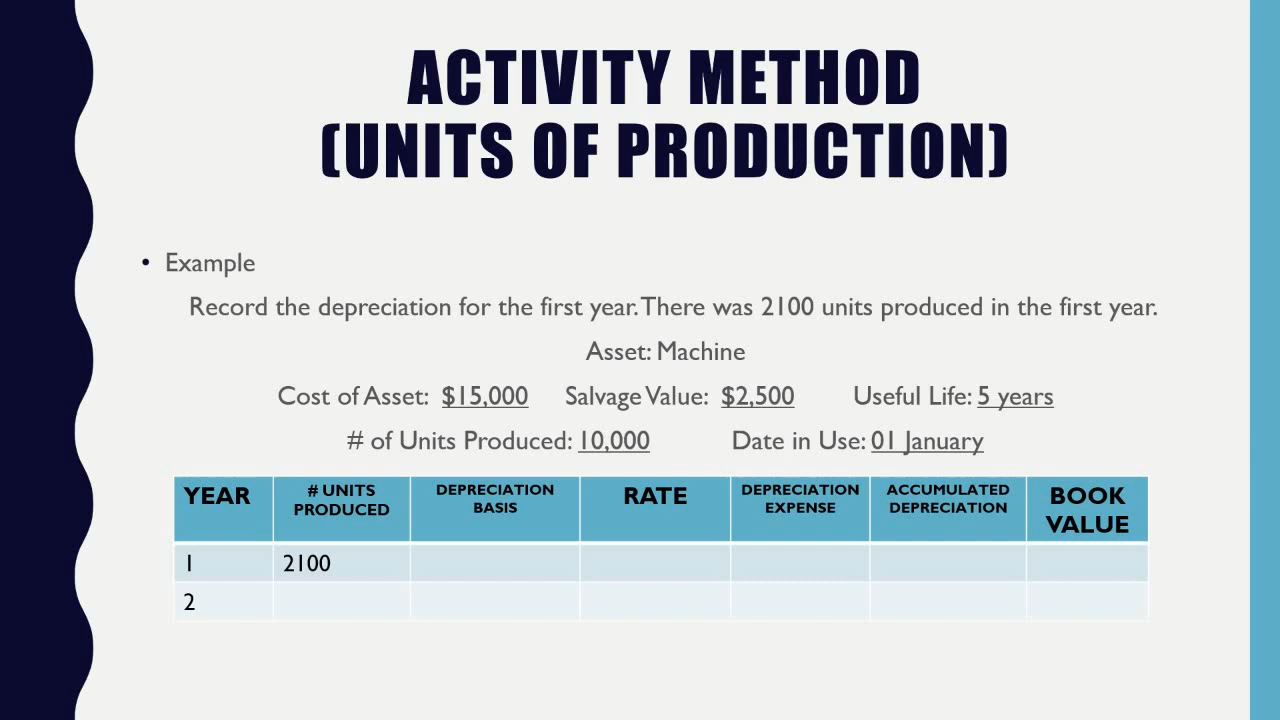 ACTIVITY METHOD
(UNITS OF PRODUCTION)
• Example
Record the depreciation for the first year. There was 2100 units produced in the first year.
Asset: Machine
Cost of Asset: $15,000 Salvage Value: $2,500 Useful Life: 5 years
# of Units Produced: 10,000 Date in Use: 01 January
YEAR # UNITS PRODUCED DEPRECIATION BASIS RATE DEPRECIATION EXPENSE ACCUMULATED DEPRECIATION BOOK VALUE
1 2100
2